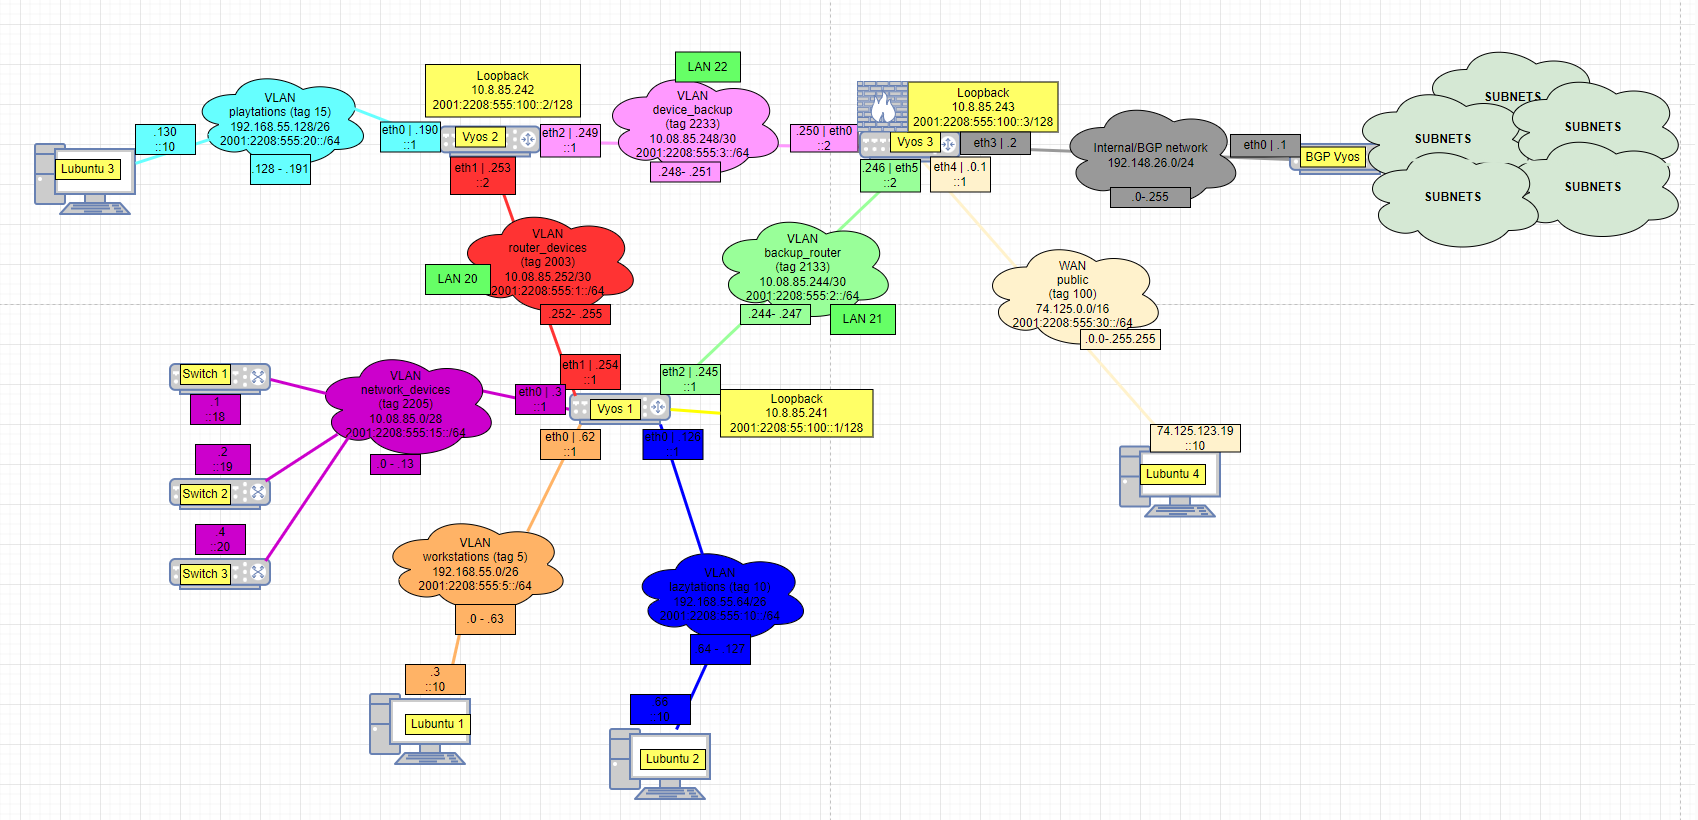 LAN 22
Loopback
10.8.85.242
2001:2208:555:100::2/128
VLAN
playtations (tag 15)
192.168.55.128/26
2001:2208:555:20::/64
.128 - .191
.130
::10
Lubuntu 3
eth0 | .190
::1
Vyos 2
eth2 | .249
::1
eth1 | .253
::2
VLAN
device_backup
(tag 2233)
10.08.85.248/30
2001:2208:555:3::/64
.248- .251
.250 | eth0
::2
Loopback
10.8.85.243
2001:2208:555:100::3/128
Vyos 3
eth3 | .2
.246 | eth5
::2
eth4 | .0.1
::1
Internal/BGP network
192.148.26.0/24
.0-.255
eth0 | .1
BGP Vyos
SUBNETS
SUBNETS
SUBNETS
SUBNETS
SUBNETS
VLAN
router_devices
(tag 2003)
10.08.85.252/30
2001:2208:555:1::/64
LAN 20
.252- .255
VLAN
backup_router
(tag 2133)
10.08.85.244/30
2001:2208:555:2::/64
.244- .247
LAN 21
WAN
public
(tag 100)
74.125.0.0/16
2001:2208:555:30::/64
.0.0-.255.255
Switch 1
.1
::18
Switch 2
.2
::19
Switch 3
.4
::20
VLAN
network_devices
(tag 2205)
10.08.85.0/28
2001:2208:555:15::/64
.0 - .13
eth0 | .3
::1
eth1 | .254
::1
eth2 | .245
::1
Vyos 1
Loopback
10.8.85.241
2001:2208:55:100::1/128
eth0 | .62
::1
eth0 | .126
::1
74.125.123.19
::10
Lubuntu 4
VLAN
workstations (tag 5)
192.168.55.0/26
2001:2208:555:5::/64
.0 - .63
.3
::10
Lubuntu 1
VLAN
lazytations (tag 10)
192.168.55.64/26
2001:2208:555:10::/64
.64 - .127
::10
Lubuntu 2